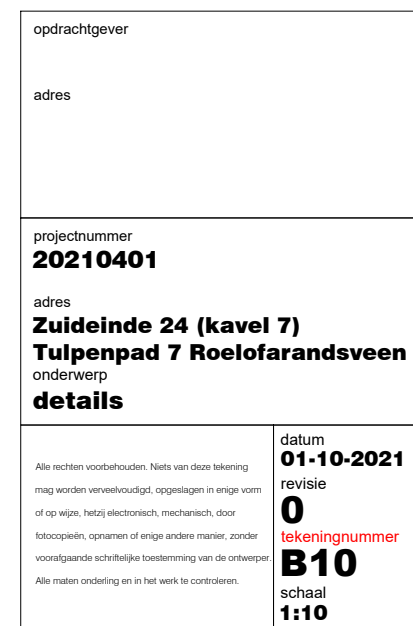 opdrachtgever
adres
projectnummer
20210401
adres
Zuideinde 24 (kavel 7)
Tulpenpad 7 Roelofarandsveen
onderwerp
details
Alle rechten voorbehouden. Niets van deze tekening
mag worden verveelvoudigd, opgeslagen in enige vorm
of op wijze, hetzij electronisch, mechanisch, door
fotocopieën, opnamen of enige andere manier, zonder
voorafgaande schriftelijke toestemming van de ontwerper.
Alle maten onderling en in het werk te controleren.
datum
01-10-2021
revisie
0
tekeningnummer
B10
schaal
1:10